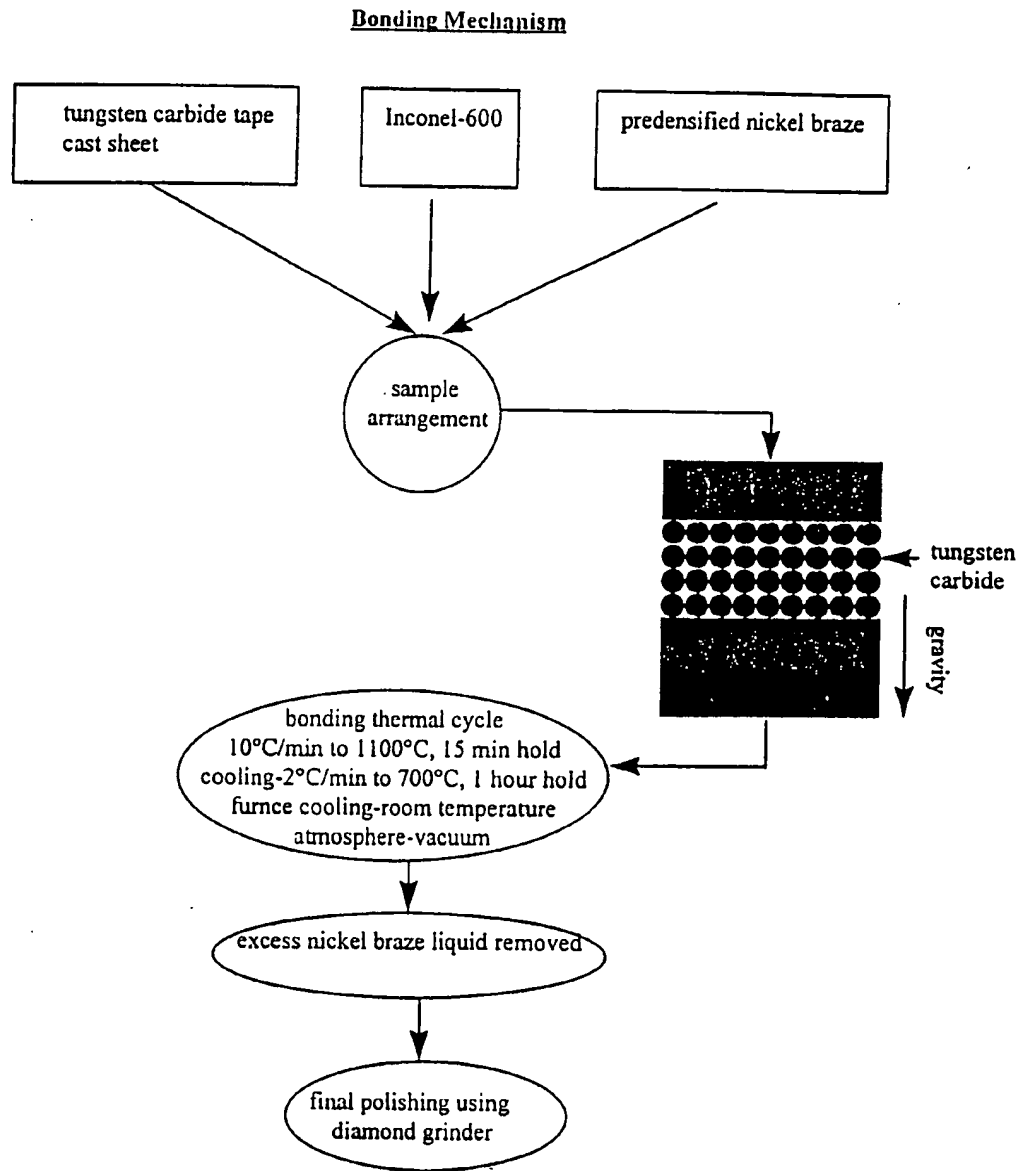 Bonding Mechanism
tungsten carbide tape
cast sheet
Inconel-600
predensified nickel braze
sample
arrangement
tungsten
carbide
gravity
bonding thermal cycle
10°C/min to 1100°C, 15 min hold
cooling-2°C/min to 700°C, 1 hour hold
furnce cooling-room temperature
atmosphere-vacuum
excess nickel braze liquid removed
final polishing using
diamond grinder